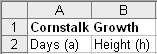 A B
1 Cornstalk Growth
2 Days (a) Height (h)